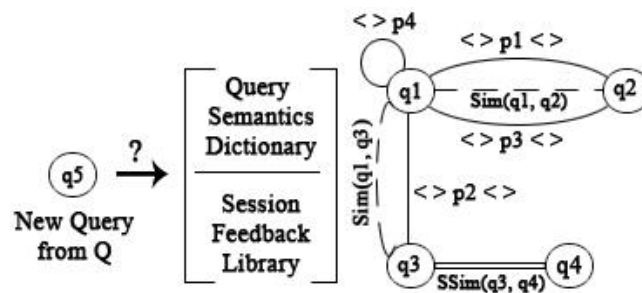 < > p4
< > p1 < >
q1
q2
Sim(q1, q2)
< > p3 < >
Sim(q1, q3)
< > p2 < >
q3
q4
SSim(q3, q4)
Query
Semantics
Dictionary
Session
Feedback
Library
?
q5
New Query
from Q